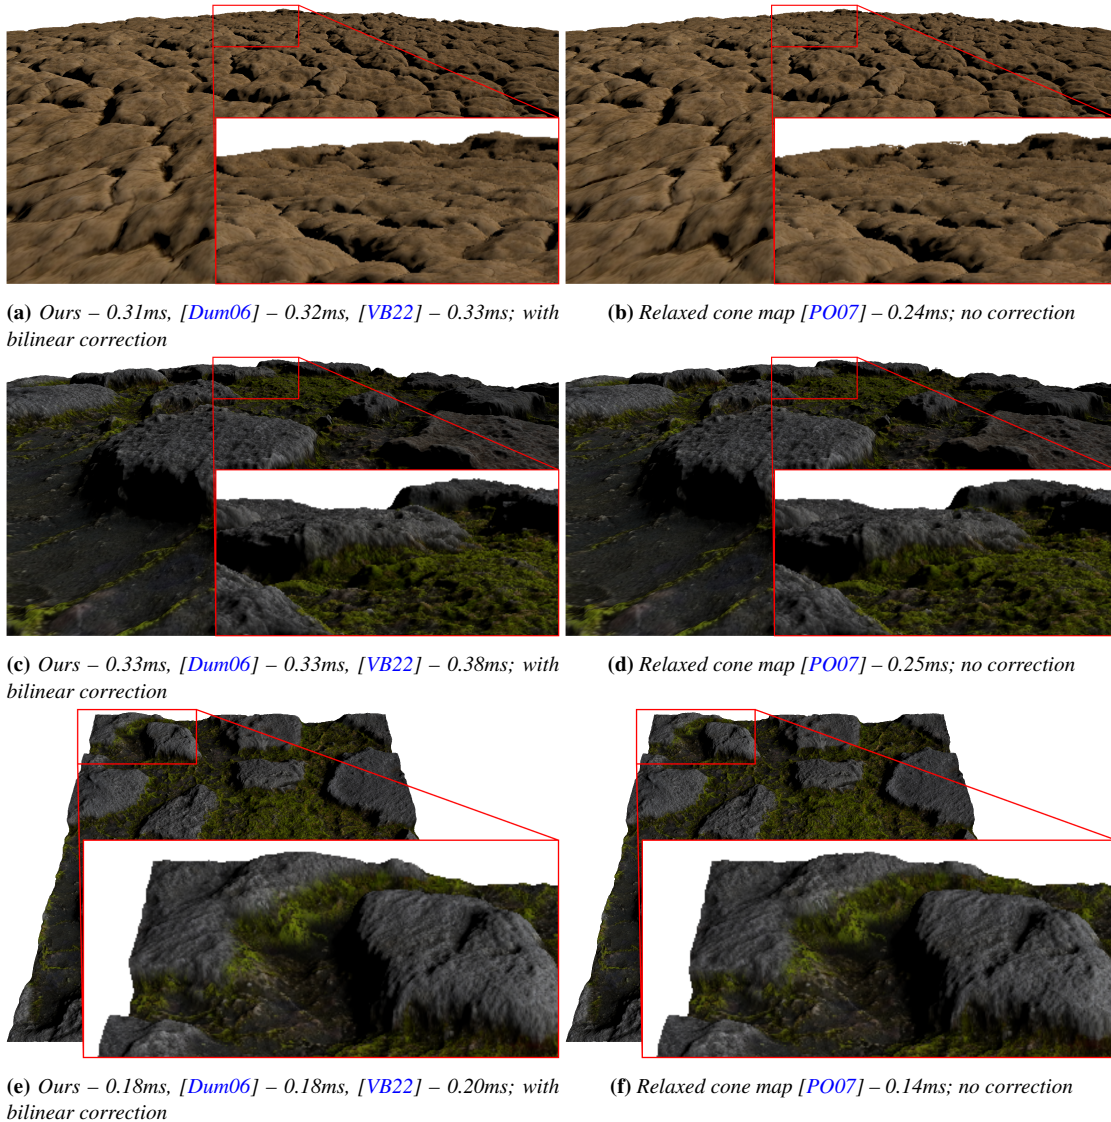 (a) Ours – 0.31ms, [Dum06] – 0.32ms, [VB22] – 0.33ms; with
bilinear correction
(b) Relaxed cone map [PO07] – 0.24ms; no correction
(c) Ours – 0.33ms, [Dum06] – 0.33ms, [VB22] – 0.38ms; with
bilinear correction
(d) Relaxed cone map [PO07] – 0.25ms; no correction
(e) Ours – 0.18ms, [Dum06] – 0.18ms, [VB22] – 0.20ms; with
bilinear correction
(f) Relaxed cone map [PO07] – 0.14ms; no correction